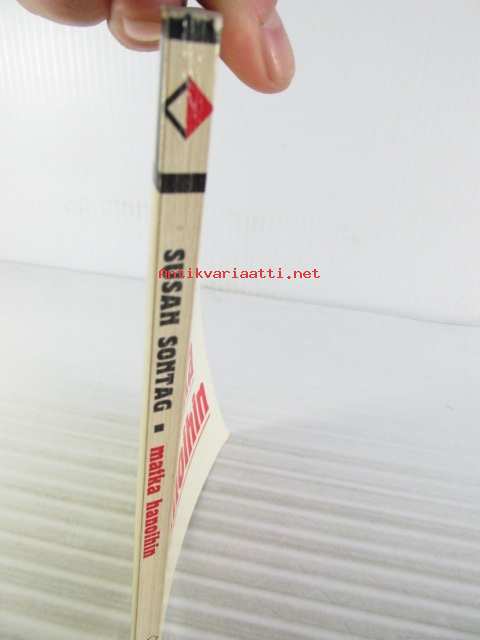 SUSAN SONTAG ▪ matka hanoihin
Antikvariaatti.net